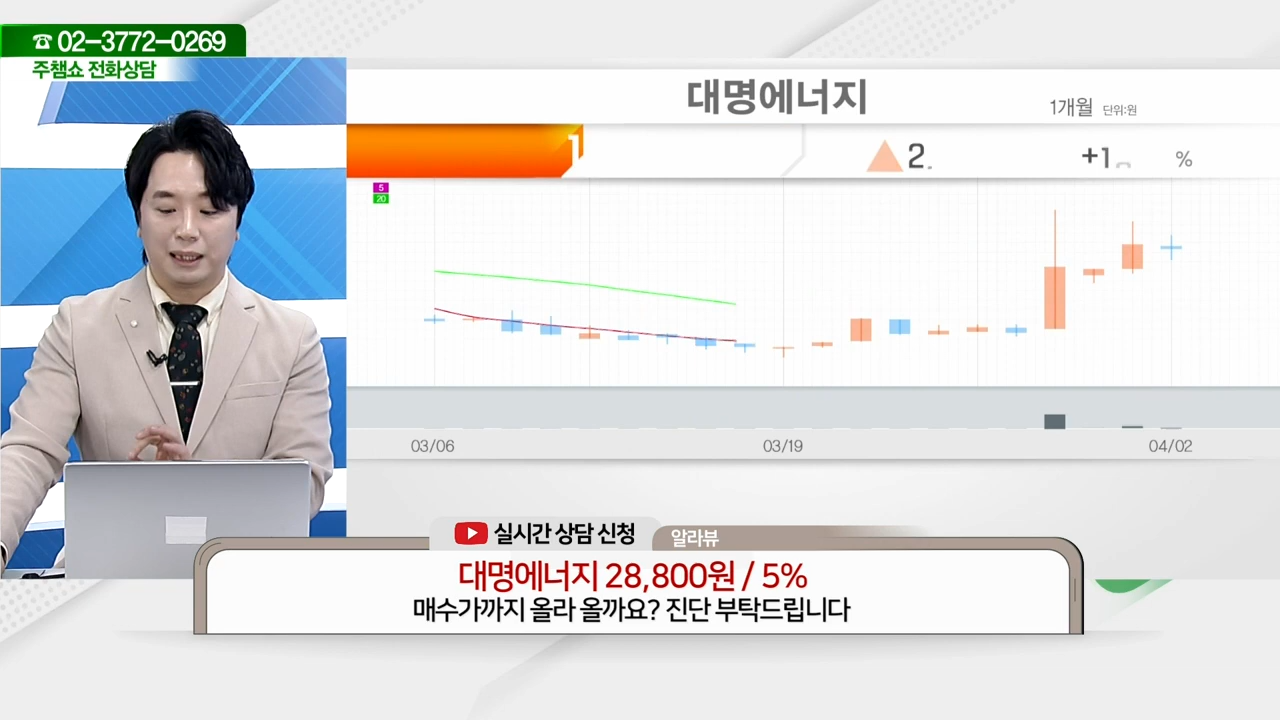 ☎ 02-3772-0269
주챔쇼 전화상담
대명에너지
1개월 단위:원
1
▲2.
+1 %
5
20
03/06 03/19 04/02
실시간 상담 신청
알라뷰
대명에너지 28,800원 / 5%
매수가까지 올라 올까요? 진단 부탁드립니다